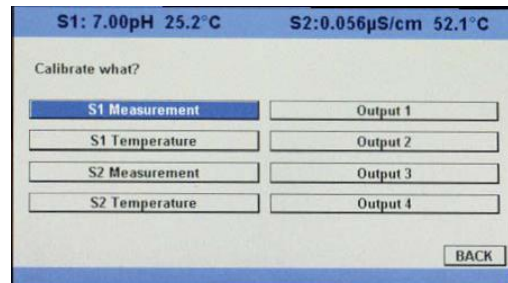 S1: 7.00pH 25.2°C S2:0.056µS/cm 52.1°C
Calibrate what?
S1 Measurement Output 1
S1 Temperature Output 2
S2 Measurement Output 3
S2 Temperature Output 4
BACK